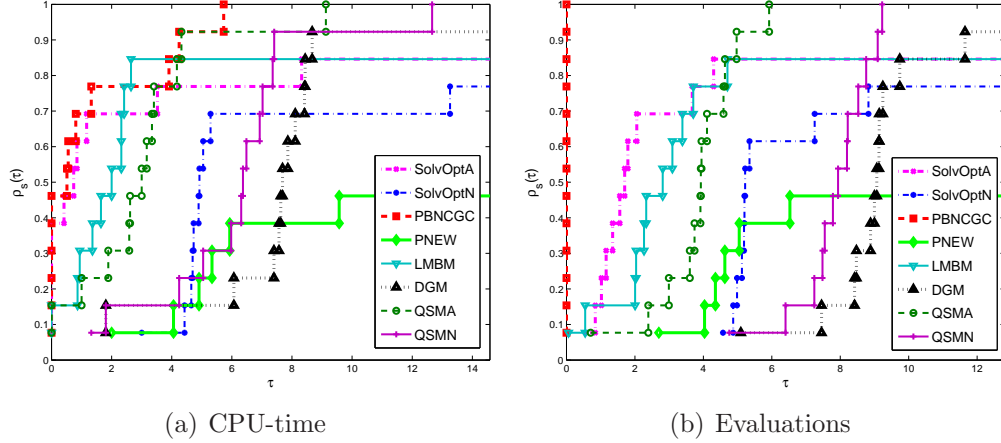 1
0.9
0.8
0.7
0.6
0.5
0.4
0.3
0.2
0.1
0
ρs(τ)
0 2 4 6 8 10 12 14
τ
SolvOptA
SolvOptN
PBNCGC
PNEW
LMBM
DGM
QSMA
QSMN
(a) CPU-time
1
0.9
0.8
0.7
0.6
0.5
0.4
0.3
0.2
0.1
0
ρs(τ)
0 2 4 6 8 10 12
τ
SolvOptA
SolvOptN
PBNCGC
PNEW
LMBM
DGM
QSMA
QSMN
(b) Evaluations